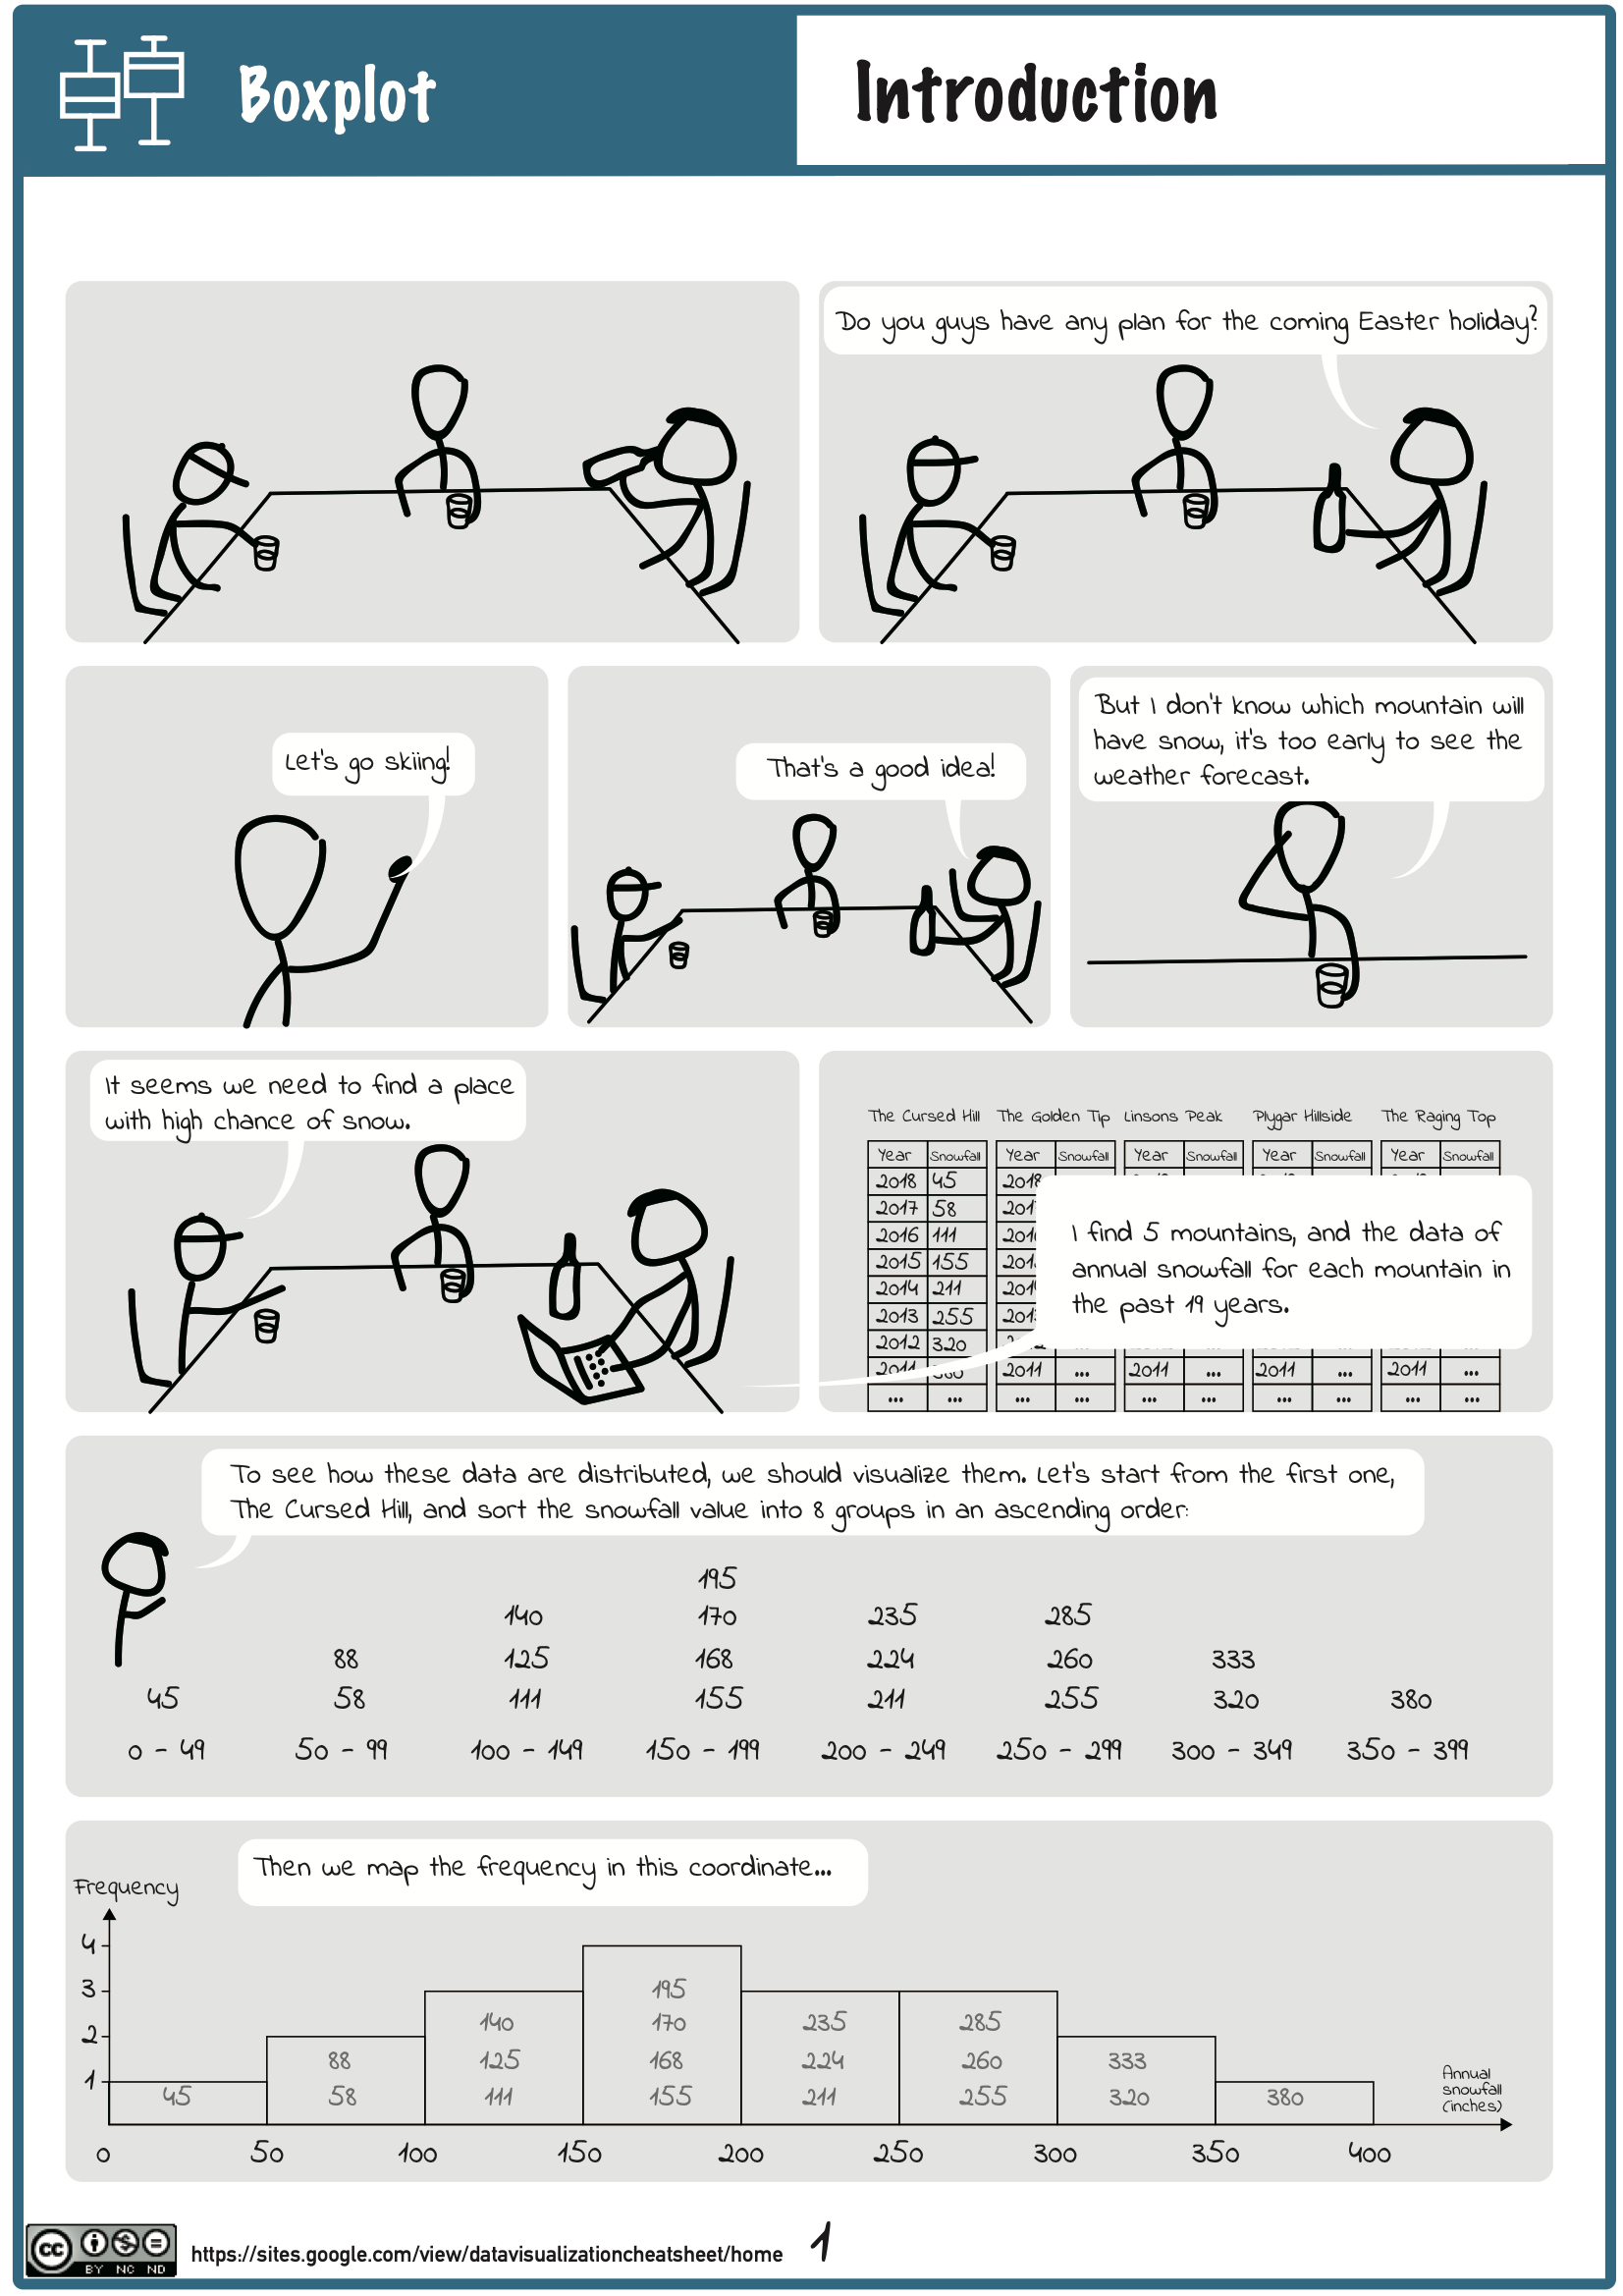 Boxplot
Introduction
Do you guys have any plan for the coming Easter holiday?
Let's go skiing!
That's a good idea!
But I don't know which mountain will
have snow, it's too early to see the
weather forecast.
It seems we need to find a place
with high chance of snow.
The Cursed Hill The Golden Tip Linsons Peak Plygar Hillside The Raging Top
Year Snowfall Year Snowfall Year Snowfall Year Snowfall Year Snowfall
2018 45 2018
2017 58
2016 111
2015 155
2014 211
2013 255
2012 320
2011 2011 ... 2011 ... 2011 ... 2011 ...
... ... ... ... ... ... ... ... ... ...
I find 5 mountains, and the data of
annual snowfall for each mountain in
the past 19 years.
To see how these data are distributed, we should visualize them. Let's start from the first one,
The Cursed Hill, and sort the snowfall value into 8 groups in an ascending order:
195
140 170 235 285
88 125 168 224 260 333
45 58 111 155 211 255 320 380
0 - 49 50 - 99 100 - 149 150 - 199 200 - 249 250 - 299 300 - 349 350 - 399
Then we map the frequency in this coordinate...
Frequency
4
3 195
140 170 235 285
2
88 125 168 224 260 333
1
45 58 111 155 211 255 320 380
Annual
snowfall
(inches)
0 50 100 150 200 250 300 350 400
cc BY NC ND
https://sites.google.com/view/datavisualizationcheatsheet/home
1